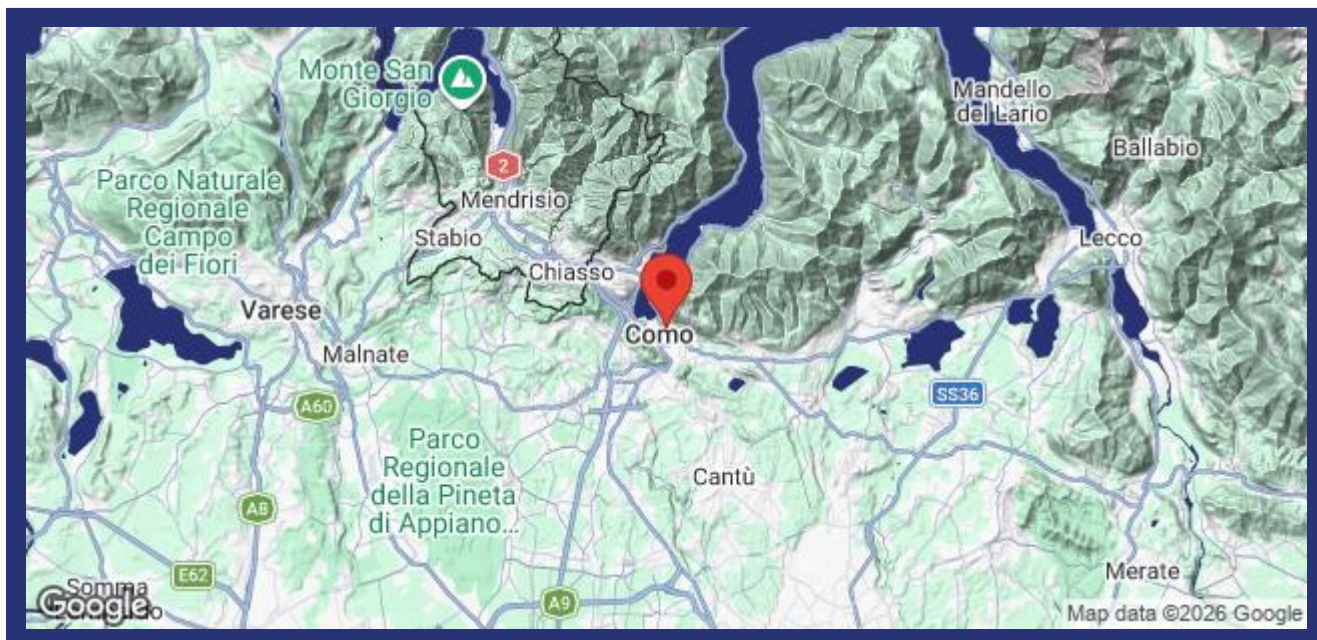 Monte San
Giorgio
Mandello
del Lario
Ballabio
2
Parco Naturale
Regionale
Campo
dei Fiori
Mendrisio
Stabio
Lecco
Chiasso
Varese
Como
Malnate
SS36
A60
Parco
Regionale
della Pineta
di Appiano...
Cantù
A8
E62
Merate
Somma
Google
A9
Map data ©2026 Google